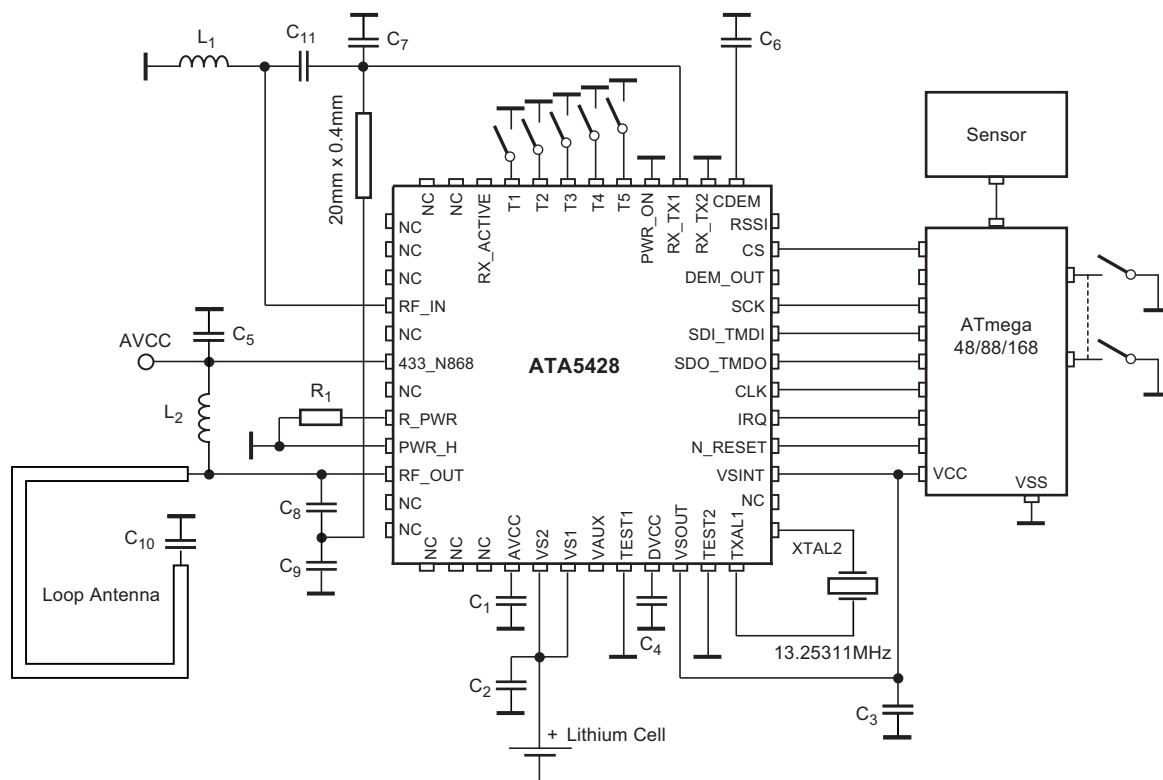 L1
C11
C7
C6
20mm x 0.4mm
Sensor
NC
NC
RX_ACTIVE
T1
T2
T3
T4
T5
PWR_ON
RX_TX1
RX_TX2
CDEM
NC
NC
NC
RF_IN
NC
433_N868
NC
R_PWR
PWR_H
RF_OUT
NC
NC
AVCC
C5
L2
R1
ATA5428
RSSI
CS
DEM_OUT
SCK
SDI_TMDI
SDO_TMDO
CLK
IRQ
N_RESET
VSINT
NC
XTAL2
ATmega
48/88/168
VCC
VSS
C8
C9
C10
Loop Antenna
NC
NC
NC
AVCC
VS2
VS1
VAUX
TEST1
DVCC
VSOUT
TEST2
TXAL1
C1
C4
13.25311MHz
C2
C3
+ Lithium Cell